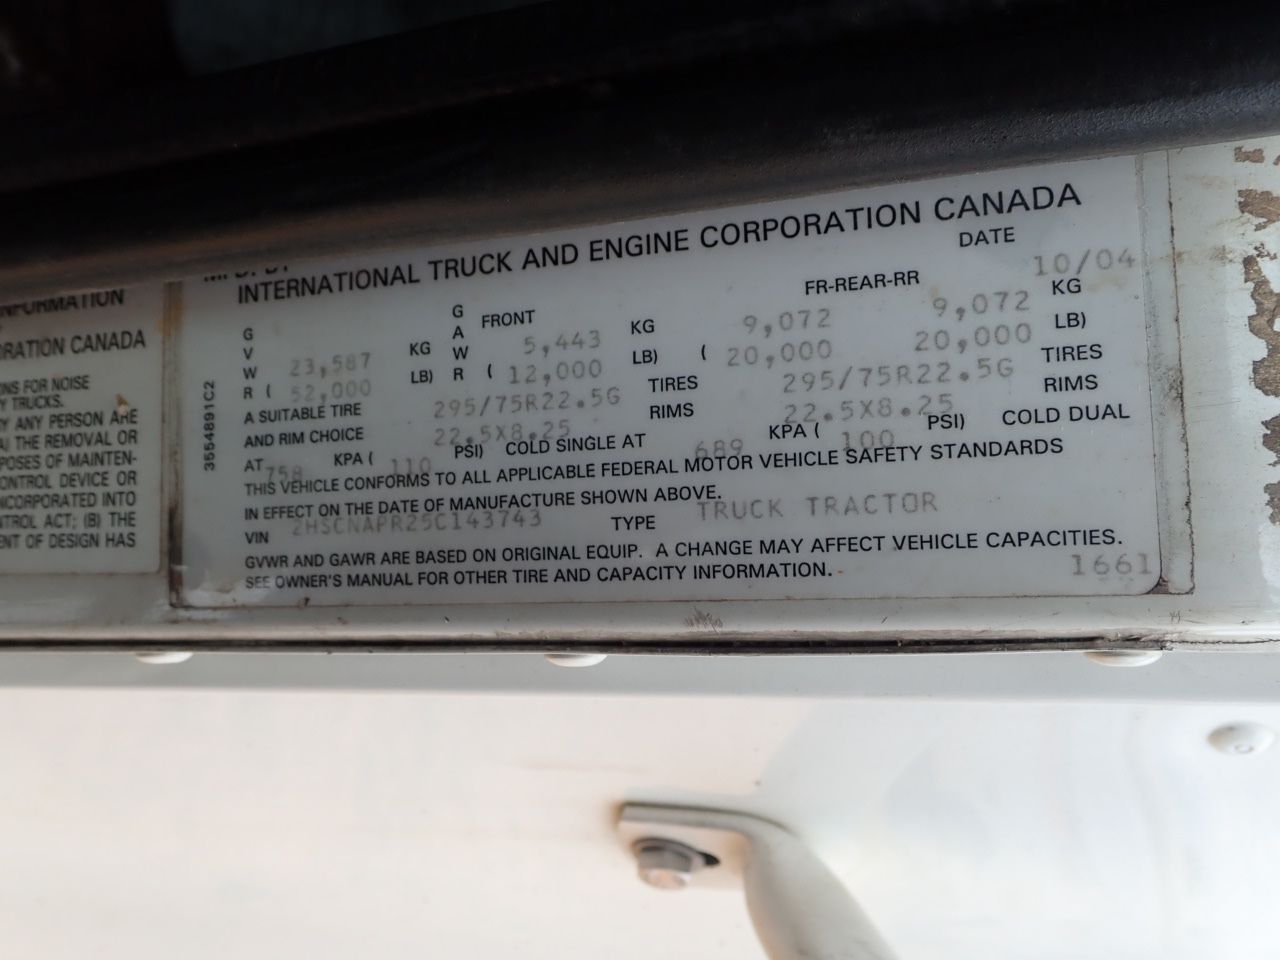 INFORMATION
RATION CANADA
ONS FOR NOISE
Y TRUCKS.
Y ANY PERSON ARE
A) THE REMOVAL OR
POSES OF MAINTEN-
ONTROL DEVICE OR
NCORPORATED INTO
TROL ACT; (B) THE
ENT OF DESIGN HAS
3554891C2
INTERNATIONAL TRUCK AND ENGINE CORPORATION CANADA
DATE
10/04
G V W R
23,587 KG
( 52,000 LB)
G A W R
FRONT
5,443 KG
( 12,000 LB)
FR-REAR-RR
9,072 9,072 KG
( 20,000 20,000 LB)
A SUITABLE TIRE 295/75R22.5G TIRES 295/75R22.5G TIRES
AND RIM CHOICE 22.5X8.25 RIMS 22.5X8.25 RIMS
AT 758 KPA ( 110 PSI) COLD SINGLE AT 689 KPA ( 100 PSI) COLD DUAL
THIS VEHICLE CONFORMS TO ALL APPLICABLE FEDERAL MOTOR VEHICLE SAFETY STANDARDS
IN EFFECT ON THE DATE OF MANUFACTURE SHOWN ABOVE.
VIN 2HSCNAPR25C143743 TYPE TRUCK TRACTOR
GVWR AND GAWR ARE BASED ON ORIGINAL EQUIP. A CHANGE MAY AFFECT VEHICLE CAPACITIES.
SEE OWNER'S MANUAL FOR OTHER TIRE AND CAPACITY INFORMATION.
1661